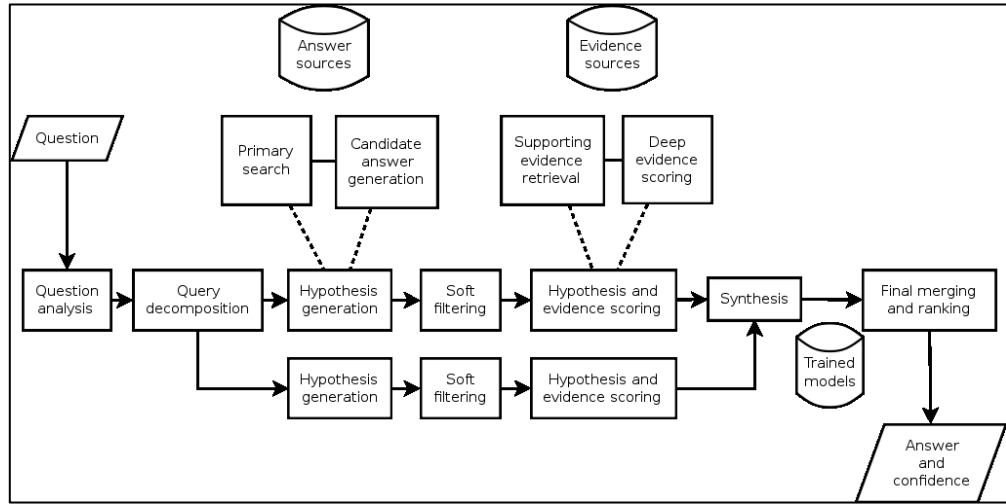 Answer
sources
Evidence
sources
Question
Primary
search
Candidate
answer
generation
Supporting
evidence
retrieval
Deep
evidence
scoring
Question
analysis
Query
decomposition
Hypothesis
generation
Soft
filtering
Hypothesis and
evidence scoring
Synthesis
Final merging
and ranking
Trained
models
Hypothesis
generation
Soft
filtering
Hypothesis and
evidence scoring
Answer
and
confidence